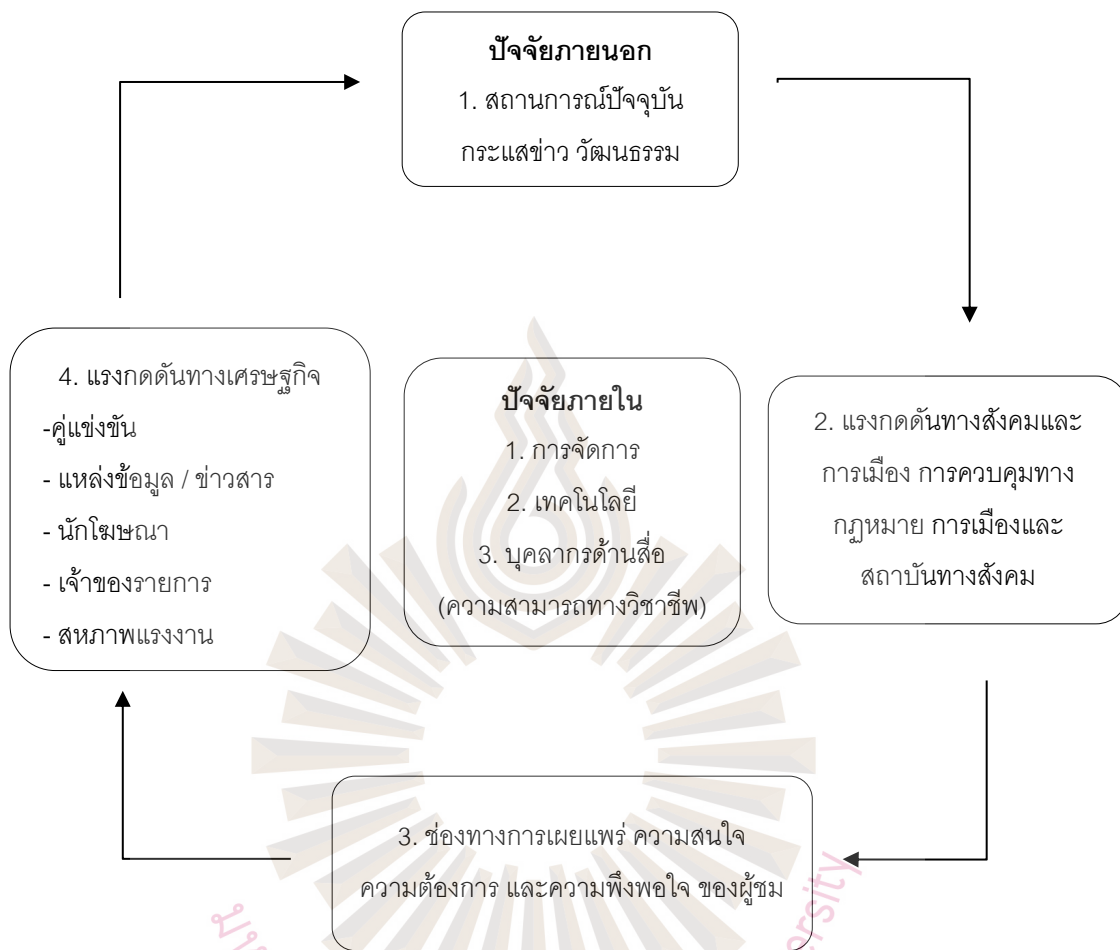 ปัจจัยภายนอก
1. สถานการณ์ปัจจุบัน
กระแสข่าว วัฒนธรรม
4. แรงกดดันทางเศรษฐกิจ
-คู่แข่งขัน
- แหล่งข้อมูล / ข่าวสาร
- นักโฆษณา
- เจ้าของรายการ
- สหภาพแรงงาน
ปัจจัยภายใน
1. การจัดการ
2. เทคโนโลยี
3. บุคลากรด้านสื่อ
(ความสามารถทางวิชาชีพ)
2. แรงกดดันทางสังคมและ
การเมือง การควบคุมทาง
กฎหมาย การเมืองและ
สถาบันทางสังคม
3. ช่องทางการเผยแพร่ ความสนใจ
ความต้องการ และความพึงพอใจ ของผู้ชม